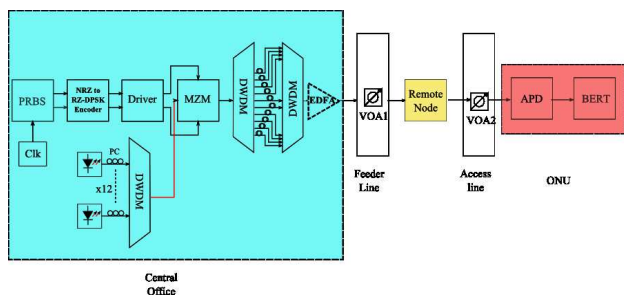 PRBS
NRZ to
RZ-DPSK
Encoder
Driver
MZM
DWDM
DWDM
EDFA
VOA1
Remote
Node
VOA2
APD
BERT
Clk
PC
x12
DWDM
Feeder
Line
Access
line
ONU
Central
Office